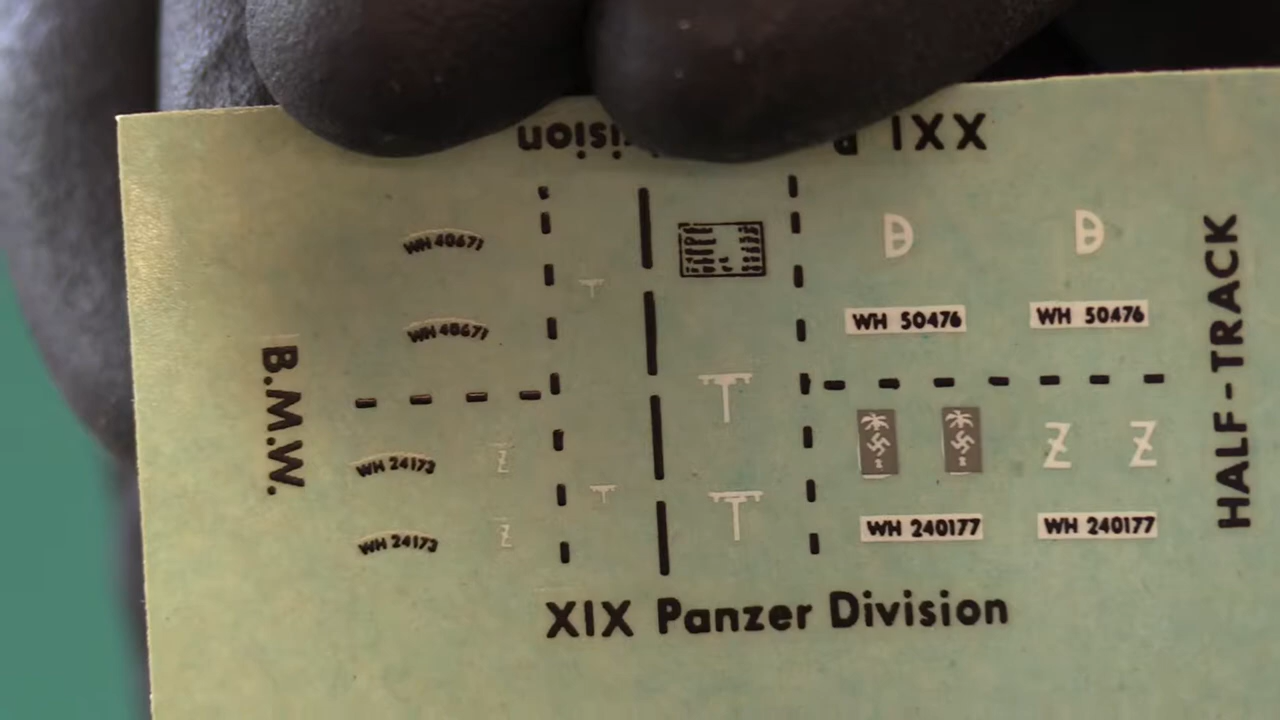 XXI P ision
WH 40671
WH 50476 WH 50476
WH 40671
B.M.W.
HALF-TRACK
WH 24173 Z Z Z
WH 240177 WH 240177
WH 24173 Z
XIX Panzer Division